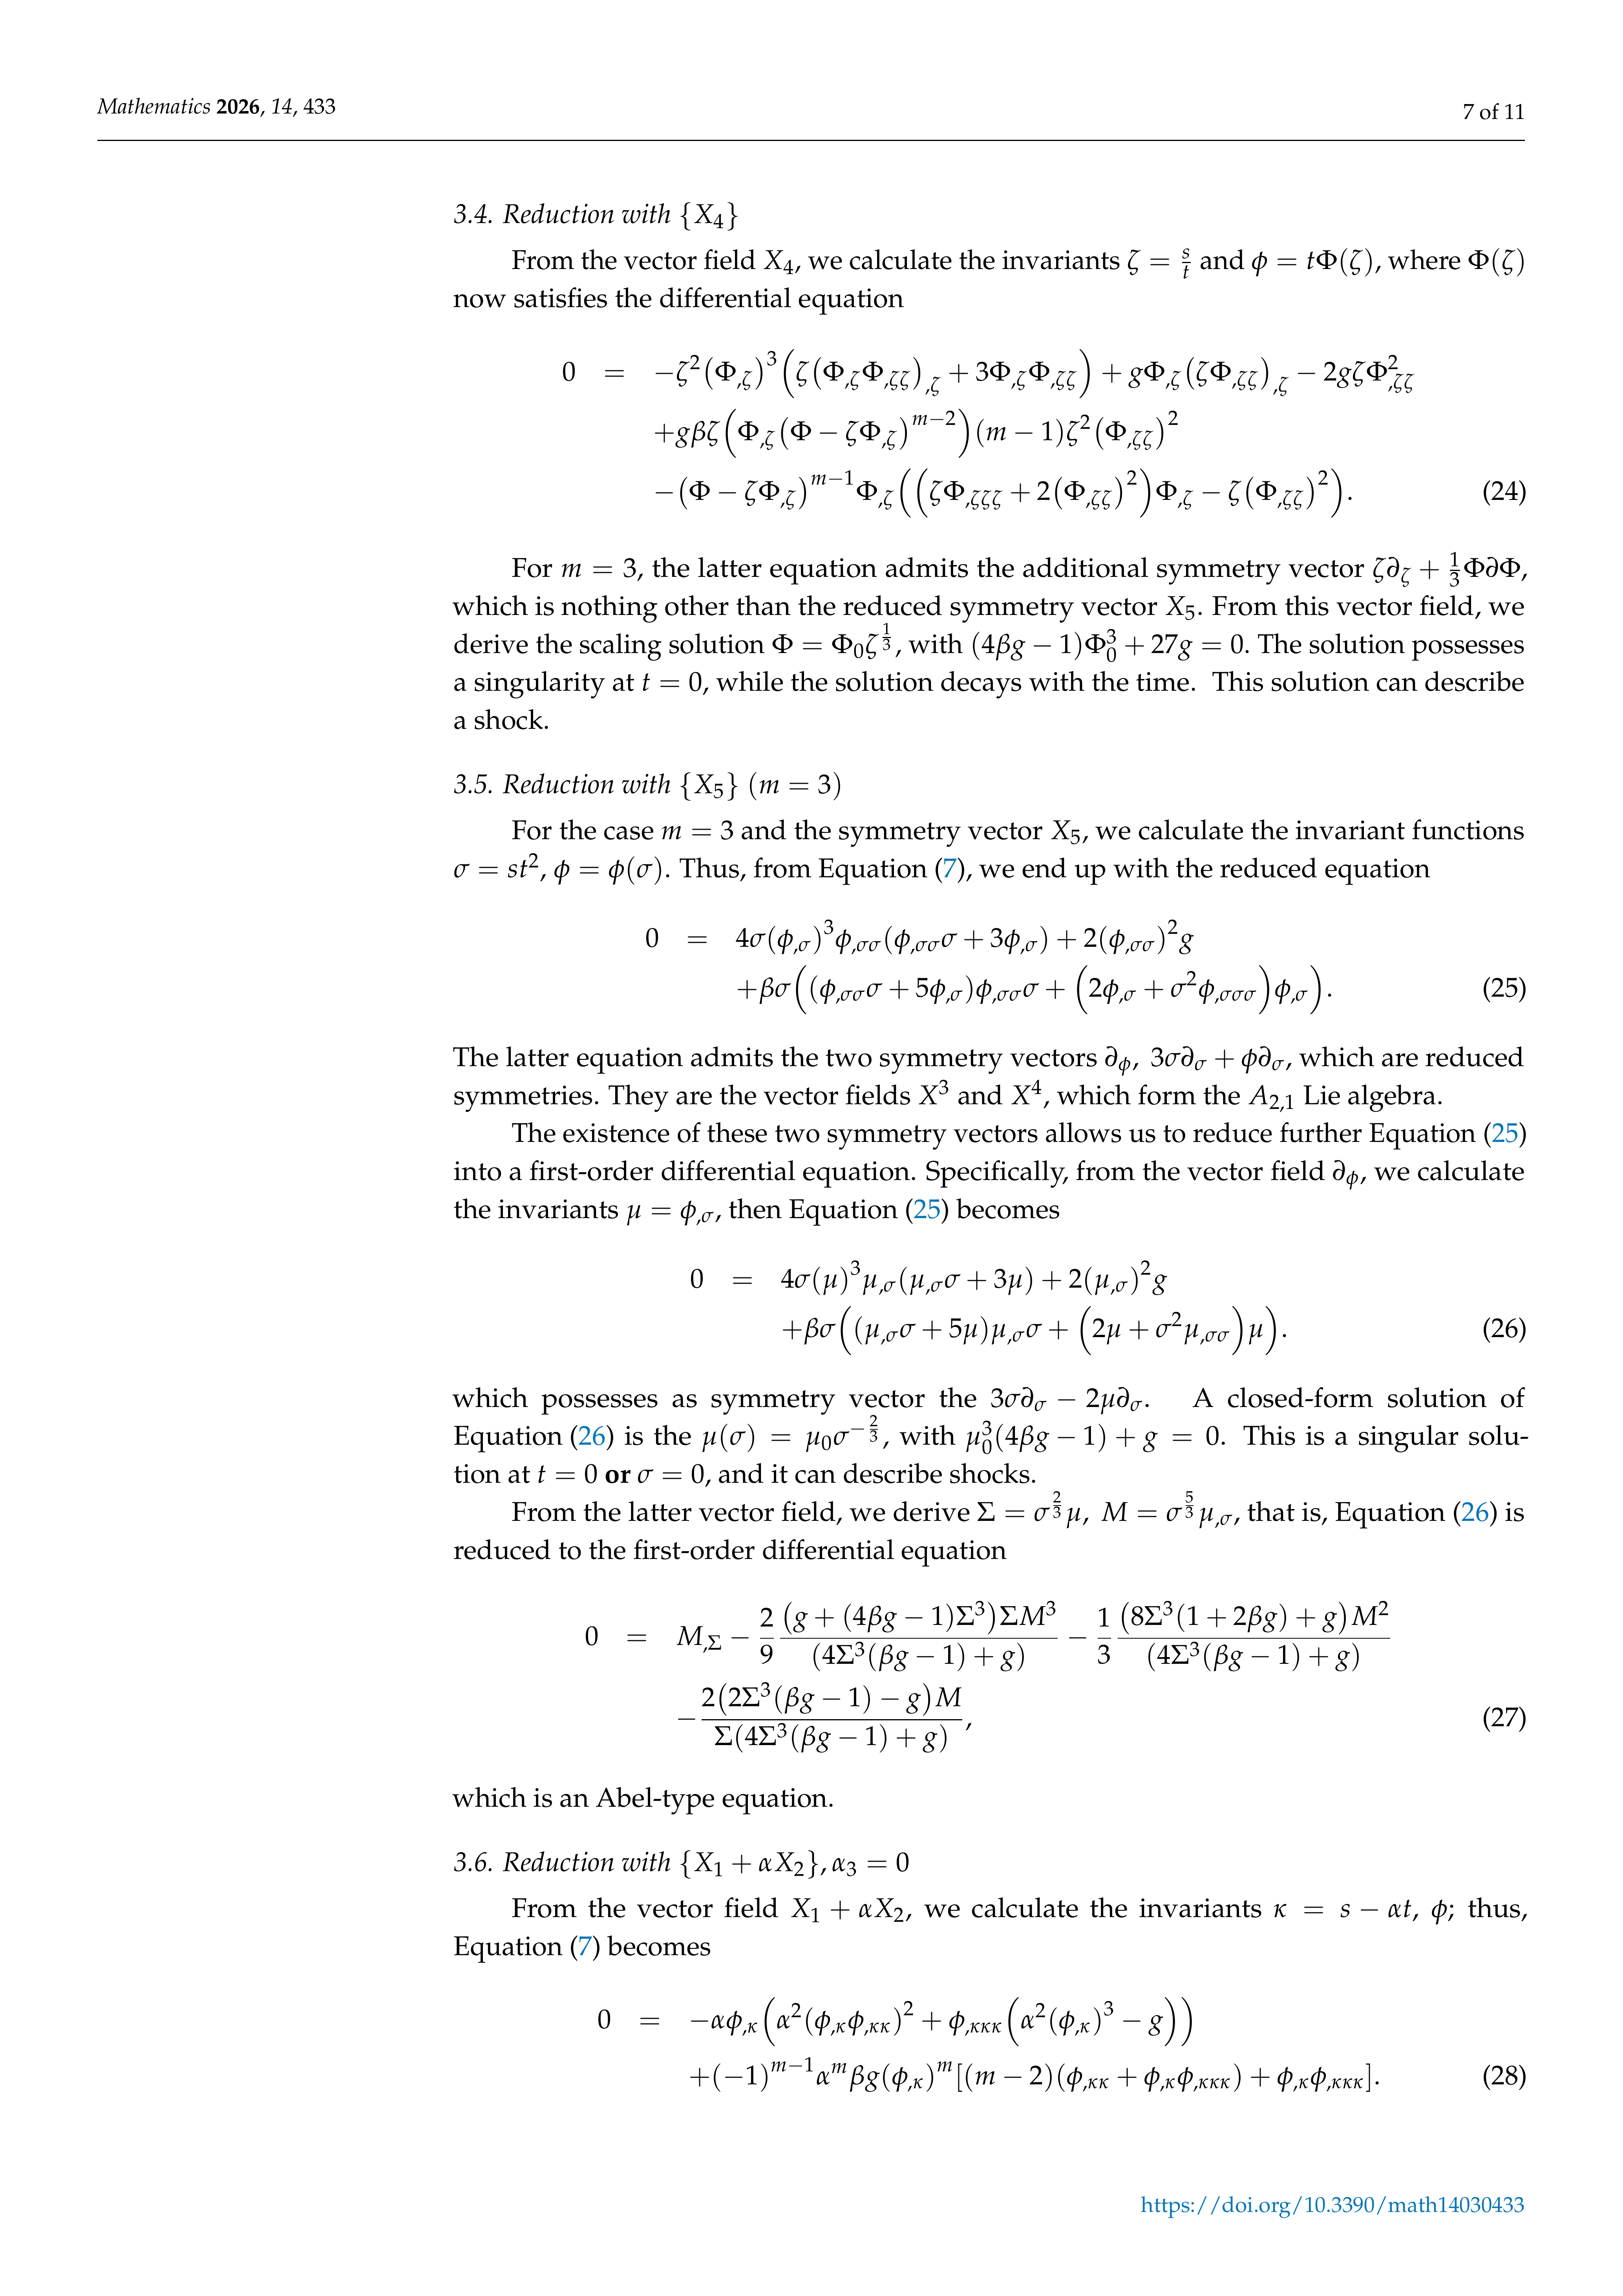 Mathematics 2026, 14, 433
7 of 11
3.4. Reduction with {X₄}
From the vector field X₄, we calculate the invariants ζ = s/t and ϕ = tΦ(ζ), where Φ(ζ)
now satisfies the differential equation
0 = −ζ²(Φ,ζ)³(ζ(Φ,ζΦ,ζζ),ζ + 3Φ,ζΦ,ζζ) + gΦ,ζ(ζΦ,ζζ),ζ − 2gζΦ²,ζζ
+gβζ(Φ,ζ(Φ − ζΦ,ζ)^{m−2})(m − 1)ζ²(Φ,ζζ)²
−(Φ − ζΦ,ζ)^{m−1}Φ,ζ((ζΦ,ζζζ + 2(Φ,ζζ)²)Φ,ζ − ζ(Φ,ζζ)²). (24)
For m = 3, the latter equation admits the additional symmetry vector ζ∂ζ + 1/3Φ∂Φ,
which is nothing other than the reduced symmetry vector X₅. From this vector field, we
derive the scaling solution Φ = Φ₀ζ^{1/3}, with (4βg − 1)Φ₀³ + 27g = 0. The solution possesses
a singularity at t = 0, while the solution decays with the time. This solution can describe
a shock.
3.5. Reduction with {X₅} (m = 3)
For the case m = 3 and the symmetry vector X₅, we calculate the invariant functions
σ = st², ϕ = ϕ(σ). Thus, from Equation (7), we end up with the reduced equation
0 = 4σ(ϕ,σ)³ϕ,σσ(ϕ,σσσ + 3ϕ,σ) + 2(ϕ,σσ)²g
+βσ((ϕ,σσσ + 5ϕ,σ)ϕ,σσσ + (2ϕ,σ + σ²ϕ,σσσ)ϕ,σ). (25)
The latter equation admits the two symmetry vectors ∂ϕ, 3σ∂σ + ϕ∂σ, which are reduced
symmetries. They are the vector fields X³ and X⁴, which form the A₂,₁ Lie algebra.
The existence of these two symmetry vectors allows us to reduce further Equation (25)
into a first-order differential equation. Specifically, from the vector field ∂ϕ, we calculate
the invariants μ = ϕ,σ, then Equation (25) becomes
0 = 4σ(μ)³μ,σ(μ,σσ + 3μ) + 2(μ,σ)²g
+βσ((μ,σσ + 5μ)μ,σσ + (2μ + σ²μ,σσ)μ). (26)
which possesses as symmetry vector the 3σ∂σ − 2μ∂σ. A closed-form solution of
Equation (26) is the μ(σ) = μ₀σ^{−2/3}, with μ₀³(4βg − 1) + g = 0. This is a singular solu-
tion at t = 0 or σ = 0, and it can describe shocks.
From the latter vector field, we derive Σ = σ^{2/3}μ, M = σ^{5/3}μ,σ, that is, Equation (26) is
reduced to the first-order differential equation
0 = M,Σ − 2/9 (g + (4βg − 1)Σ³)ΣM³/(4Σ³(βg − 1) + g) − 1/3 (8Σ³(1 + 2βg) + g)M²/(4Σ³(βg − 1) + g)
− 2(2Σ³(βg − 1) − g)M/Σ(4Σ³(βg − 1) + g), (27)
which is an Abel-type equation.
3.6. Reduction with {X₁ + αX₂}, α₃ = 0
From the vector field X₁ + αX₂, we calculate the invariants κ = s − αt, ϕ; thus,
Equation (7) becomes
0 = −αϕ,κ(α²(ϕ,κϕ,κκ)² + ϕ,κκκ(α²(ϕ,κ)³ − g))
+(−1)^{m−1}α^mβg(ϕ,κ)^m[(m − 2)(ϕ,κκ + ϕ,κϕ,κκκ) + ϕ,κϕ,κκκ]. (28)
https://doi.org/10.3390/math14030433